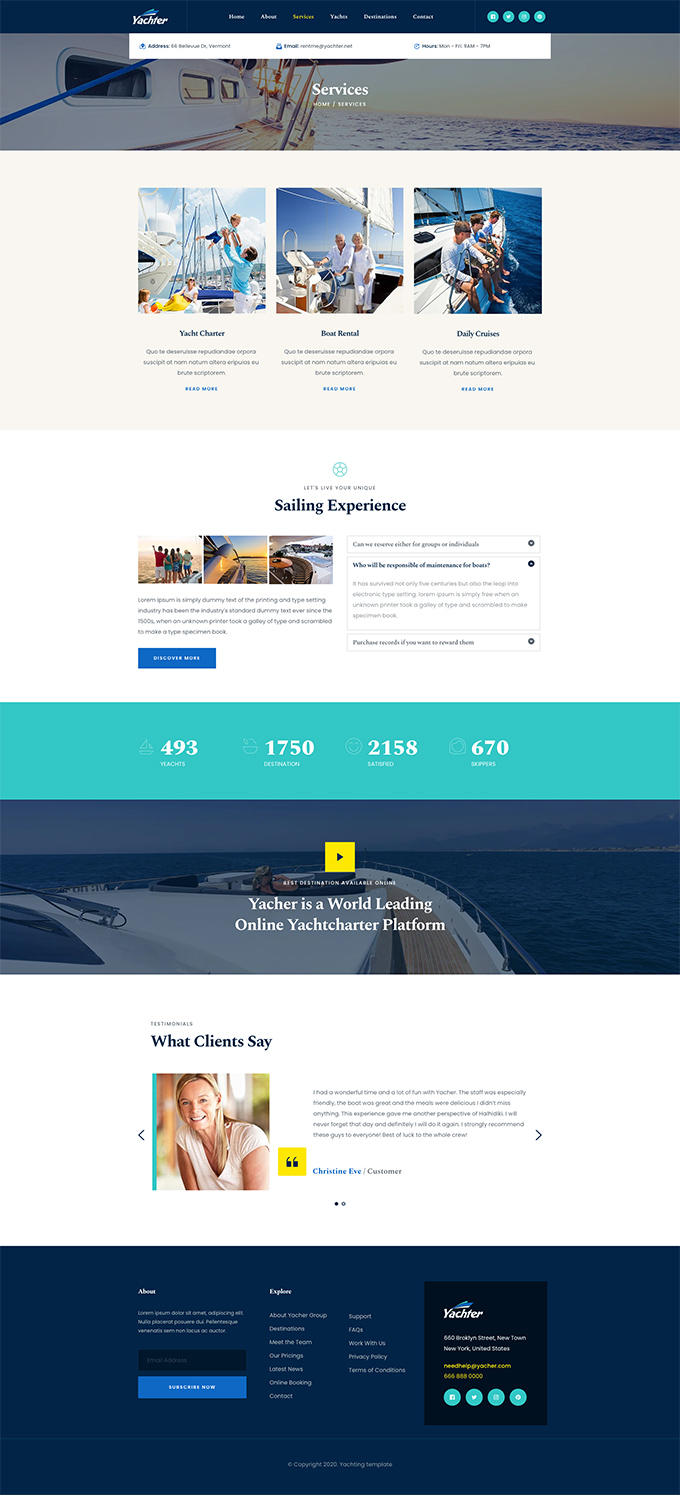 Yachter
Home About Services Yachts Destinations Contact
Address: 66 Bellevue Dr, Vermont Email: rentme@yachter.net Hours: Mon - Fri: 9AM - 7PM
Services
HOME / SERVICES
Yacht Charter
Quo te deseruisse repudiandae orpora
suscipit at nam natum altera eripuias eu
brute scriptorem.
READ MORE
Boat Rental
Quo te deseruisse repudiandae orpora
suscipit at nam natum altera eripuias eu
brute scriptorem.
READ MORE
Daily Cruises
Quo te deseruisse repudiandae orpora
suscipit at nam natum altera eripuias eu
brute scriptorem.
READ MORE
LET'S LIVE YOUR UNIQUE
Sailing Experience
Lorem ipsum is simply dummy text of the printing and type setting
industry has been the industry's standard dummy text ever since the
1500s, when an unknown printer took a galley of type and scrambled
to make a type specimen book.
DISCOVER MORE
Can we reserve either for groups or individuals
Who will be responsible of maintenance for boats?
It has survived not only five centuries but also the leap into
electronic type setting. lorem ipsum is simply free when an
unknown printer took a galley of type and scrambled to make
type specimen book.
Purchase records if you want to reward them
493
YEACHTS
1750
DESTINATION
2158
SATISFIED
670
SKIPPERS
BEST DESTINATION AVAILABLE ONLINE
Yacher is a World Leading
Online Yachtcharter Platform
TESTIMONIALS
What Clients Say
I had a wonderful time and a lot of fun with Yacher. The staff was especially
friendly, the boat was great and the meals were delicious I didn't miss
anything. This experience gave me another perspective of Halhidiki. I will
never forget that day and definitely I will do it again. I strongly recommend
these guys to everyone! Best of luck to the whole crew!
Christine Eve / Customer
About
Lorem ipsum dolor sit amet, adipiscing elit.
Nulla placerat posuere dui. Pellentesque
venenatis sem non lacus ac auctor.
Email Address
SUBSCRIBE NOW
Explore
About Yacher Group
Destinations
Meet the Team
Our Pricings
Latest News
Online Booking
Contact
Support
FAQs
Work With Us
Privacy Policy
Terms of Conditions
Yachter
660 Broklyn Street, New Town
New York, United States
needhelp@yacher.com
666 888 0000
© Copyright 2020. Yachting template